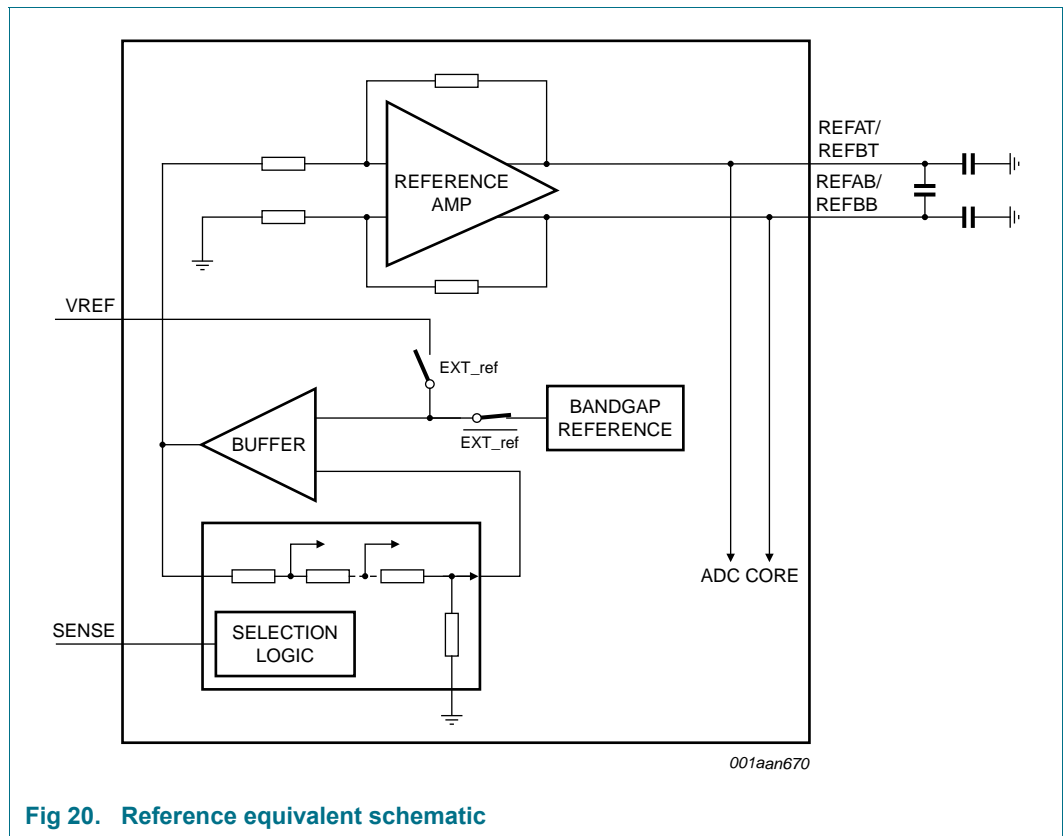 REFAT/
REFBT
REFERENCE
AMP
REFAB/
REFBB
VREF
EXT_ref
BANDGAP
REFERENCE
BUFFER
EXT_ref
ADC CORE
SENSE
SELECTION
LOGIC
001aan670
Fig 20. Reference equivalent schematic